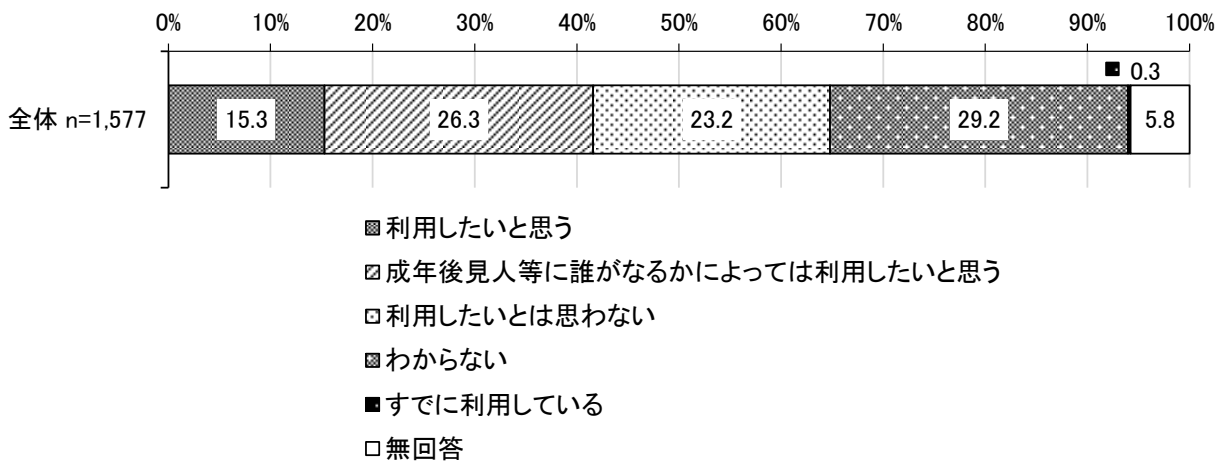 0% 10% 20% 30% 40% 50% 60% 70% 80% 90% 100%
0.3
全体 n=1,577 15.3 26.3 23.2 29.2 5.8
利用したいと思う
成年後見人等に誰がなるかによっては利用したいと思う
利用したいとは思わない
わからない
すでに利用している
無回答